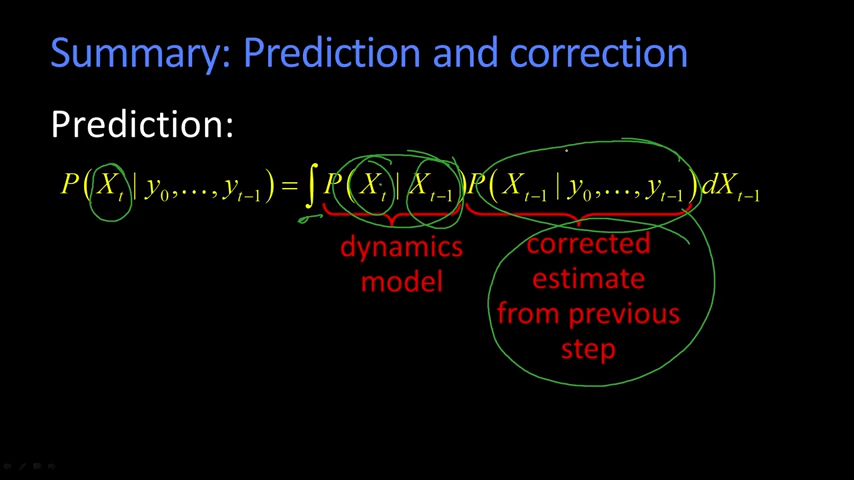 Summary: Prediction and correction
Prediction:
P(X_t | y_0,…,y_{t−1}) = ∫ P(X_t | X_{t−1}) P(X_{t−1} | y_0,…,y_{t−1}) dX_{t−1}
dynamics model
corrected estimate from previous step